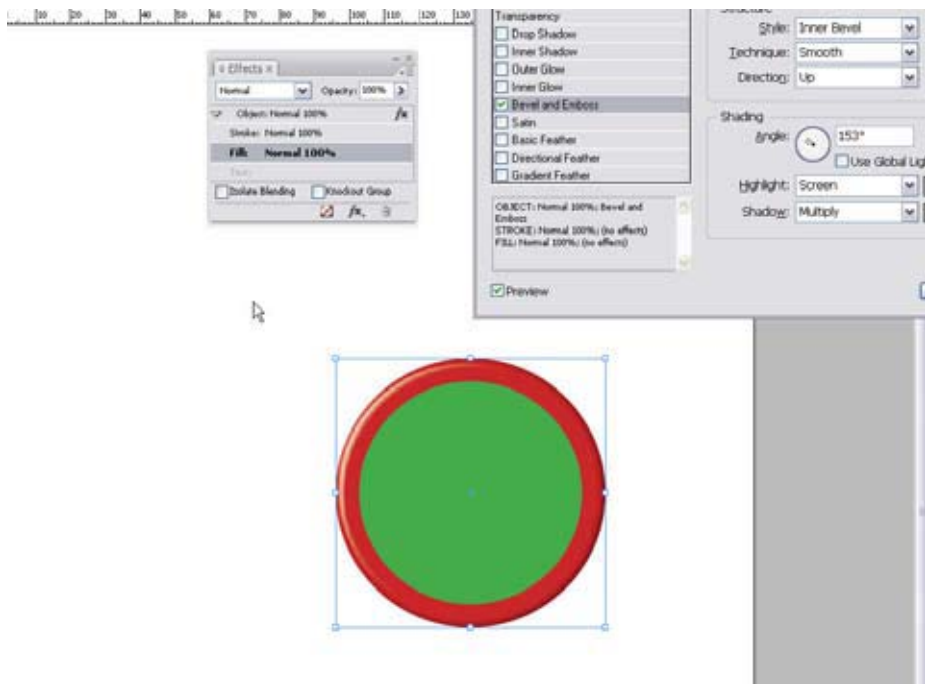 10 20 30 40 50 60 70 80 90 100 110 120 130
Effects x
Normal Opacity: 100%
Object: Normal 100% fx
Stroke: Normal 100%
Fill: Normal 100%
Text:
Isolate Blending Knockout Group
fx.
Transparency
Drop Shadow
Inner Shadow
Outer Glow
Inner Glow
Bevel and Emboss
Satin
Basic Feather
Directional Feather
Gradient Feather
OBJECT: Normal 100%; Bevel and
Emboss
STROKE: Normal 100%; (no effects)
FILL: Normal 100%; (no effects)
Preview
Structure
Style: Inner Bevel
Technique: Smooth
Direction: Up
Shading
Angle: 153°
Use Global Lig
Highlight: Screen
Shadow: Multiply